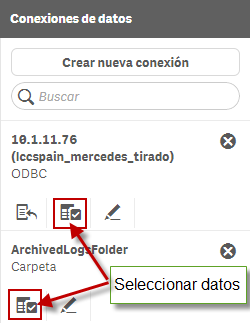 Conexiones de datos
Crear nueva conexión
Buscar
10.1.11.76
(lccspain_mercedes_tirado)
ODBC
ArchivedLogsFolder
Carpeta
Seleccionar datos